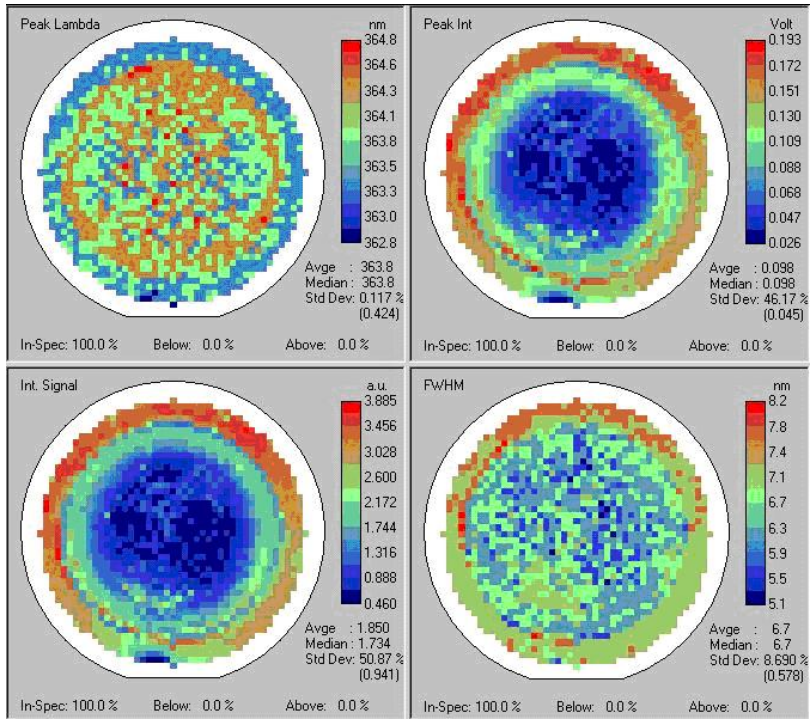 Peak Lambda
nm
364.8
364.6
364.3
364.1
363.8
363.5
363.3
363.0
362.8
Avge : 363.8
Median : 363.8
Std Dev: 0.117 %
(0.424)
In-Spec: 100.0 % Below: 0.0 % Above: 0.0 %
Peak Int
Volt
0.193
0.172
0.151
0.130
0.109
0.088
0.068
0.047
0.026
Avge : 0.098
Median : 0.098
Std Dev: 46.17 %
(0.045)
In-Spec: 100.0 % Below: 0.0 % Above: 0.0 %
Int. Signal
a.u.
3.885
3.456
3.028
2.600
2.172
1.744
1.316
0.888
0.460
Avge : 1.850
Median : 1.734
Std Dev: 50.87 %
(0.941)
In-Spec: 100.0 % Below: 0.0 % Above: 0.0 %
FWHM
nm
8.2
7.8
7.4
7.1
6.7
6.3
5.9
5.5
5.1
Avge : 6.7
Median : 6.7
Std Dev: 8.690 %
(0.578)
In-Spec: 100.0 % Below: 0.0 % Above: 0.0 %